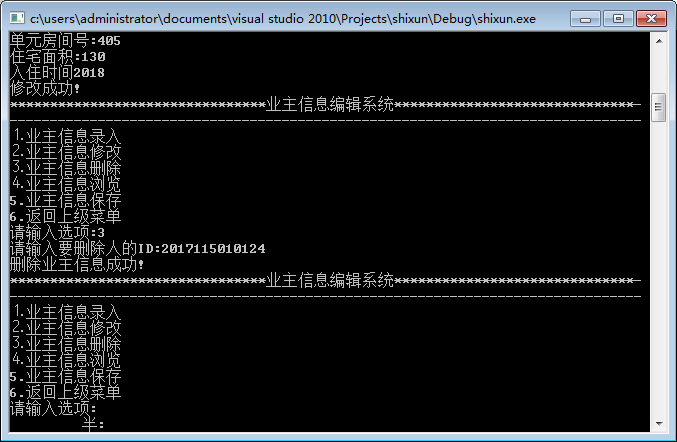 c:\users\administrator\documents\visual studio 2010\Projects\shixun\Debug\shixun.exe
单元房间号:405
住宅面积:130
入住时间2018
修改成功!
********************************业主信息编辑系统******************************
--------------------------------------------------------------------------------
1.业主信息录入
2.业主信息修改
3.业主信息删除
4.业主信息浏览
5.业主信息保存
6.返回上级菜单
请输入选项:3
请输入要删除人的ID:2017115010124
删除业主信息成功!
********************************业主信息编辑系统******************************
--------------------------------------------------------------------------------
1.业主信息录入
2.业主信息修改
3.业主信息删除
4.业主信息浏览
5.业主信息保存
6.返回上级菜单
请输入选项:
半: